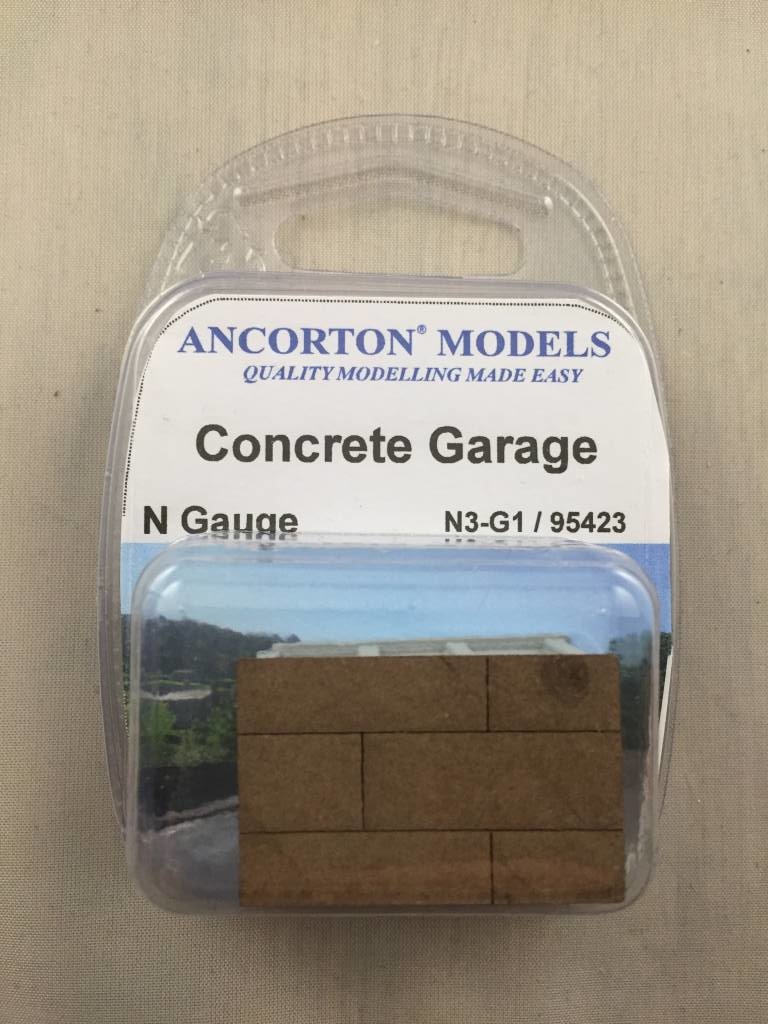 ANCORTON® MODELS
QUALITY MODELLING MADE EASY
Concrete Garage
N Gauge N3-G1 / 95423